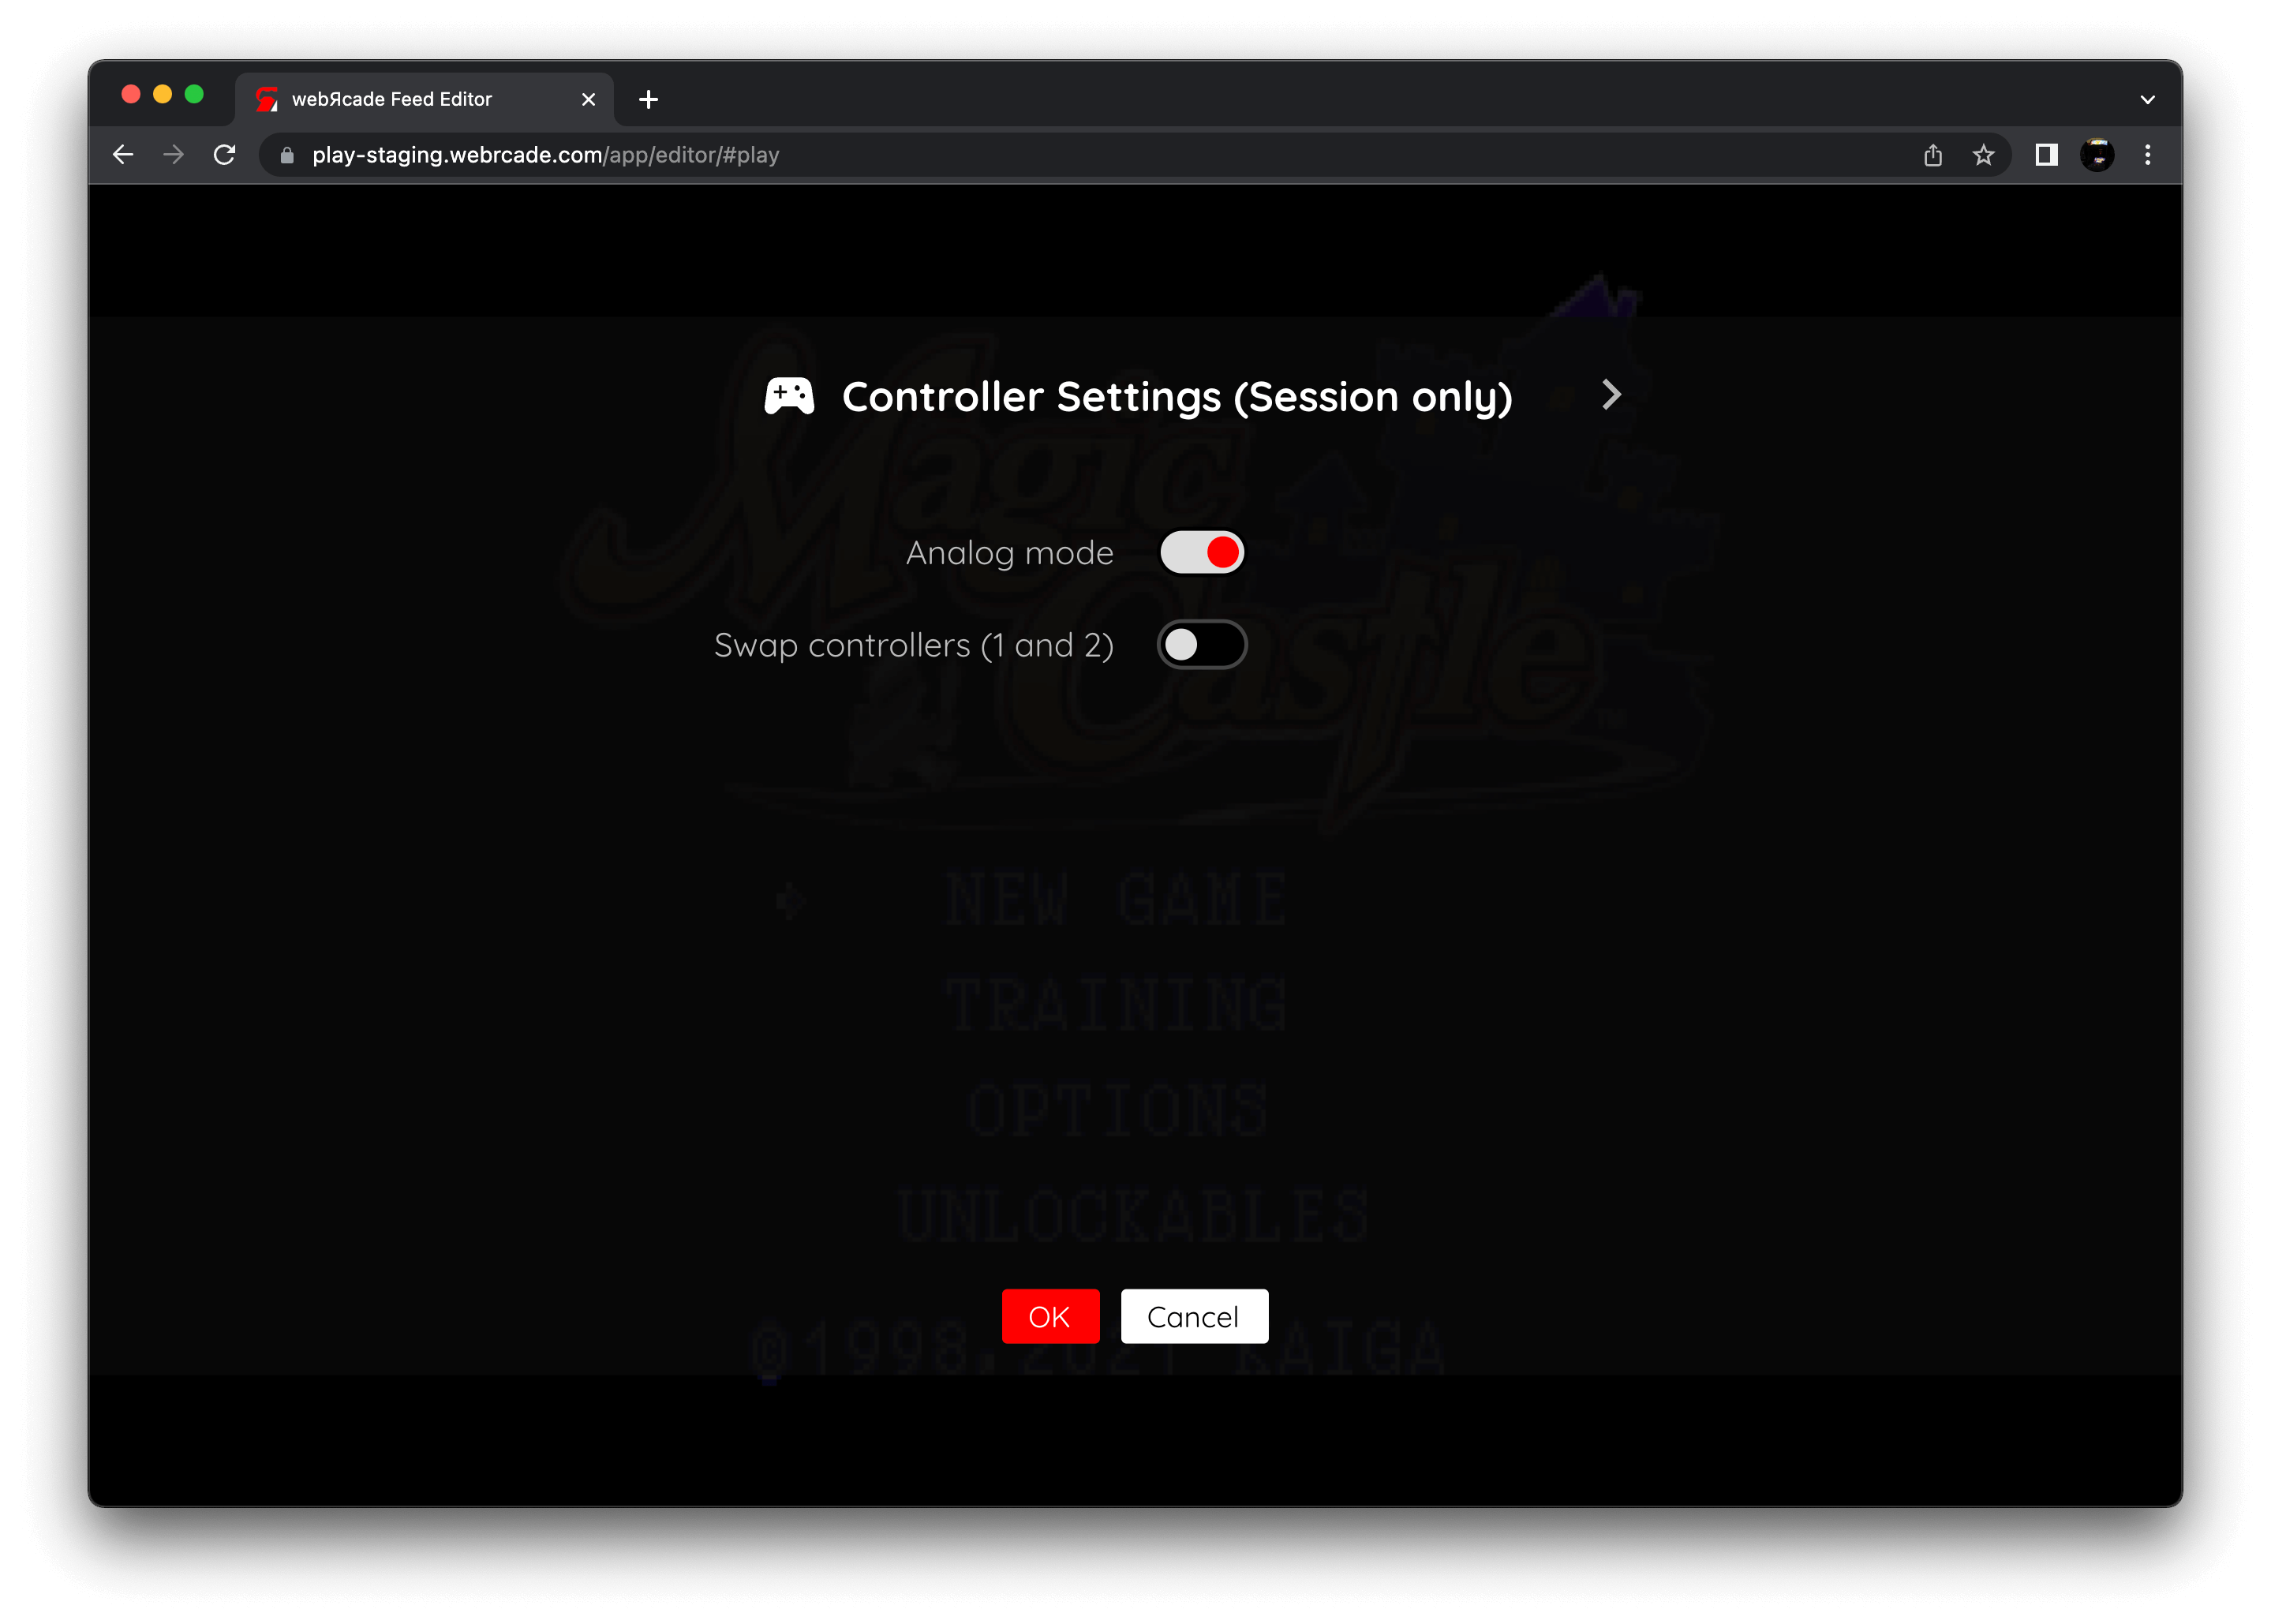 webЯcade Feed Editor
play-staging.webrcade.com/app/editor/#play
Controller Settings (Session only)
Magic
Analog mode
Castle
Swap controllers (1 and 2)
TM
NEW GAME
TRAINING
OPTIONS
UNLOCKABLES
OK Cancel
©1998,2021 KAIGA